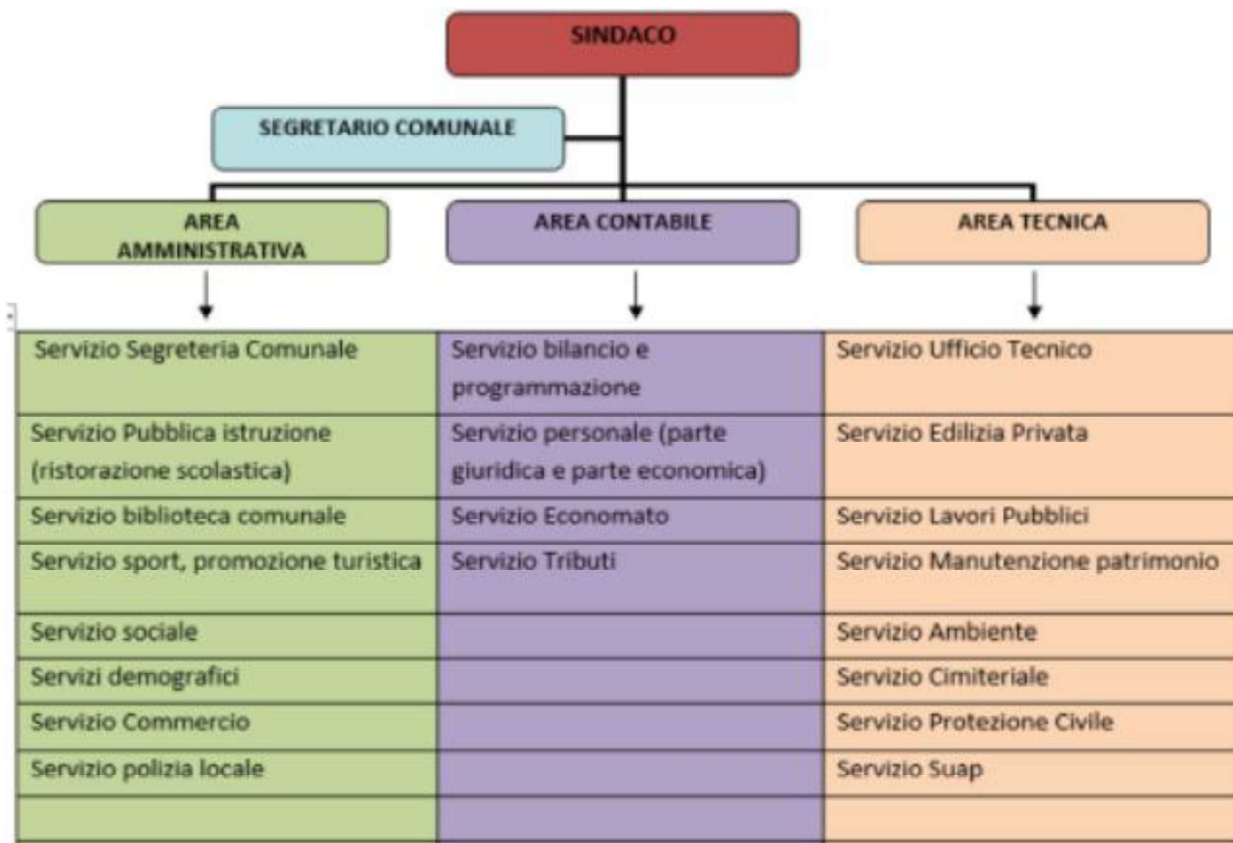 SINDACO
SEGRETARIO COMUNALE
AREA
AMMINISTRATIVA
AREA CONTABILE
AREA TECNICA
Servizio Segreteria Comunale
Servizio bilancio e
programmazione
Servizio Ufficio Tecnico
Servizio Pubblica istruzione
(ristorazione scolastica)
Servizio personale (parte
giuridica e parte economica)
Servizio Edilizia Privata
Servizio biblioteca comunale
Servizio Economato
Servizio Lavori Pubblici
Servizio sport, promozione turistica
Servizio Tributi
Servizio Manutenzione patrimonio
Servizio sociale
Servizio Ambiente
Servizi demografici
Servizio Cimiteriale
Servizio Commercio
Servizio Protezione Civile
Servizio polizia locale
Servizio Suap